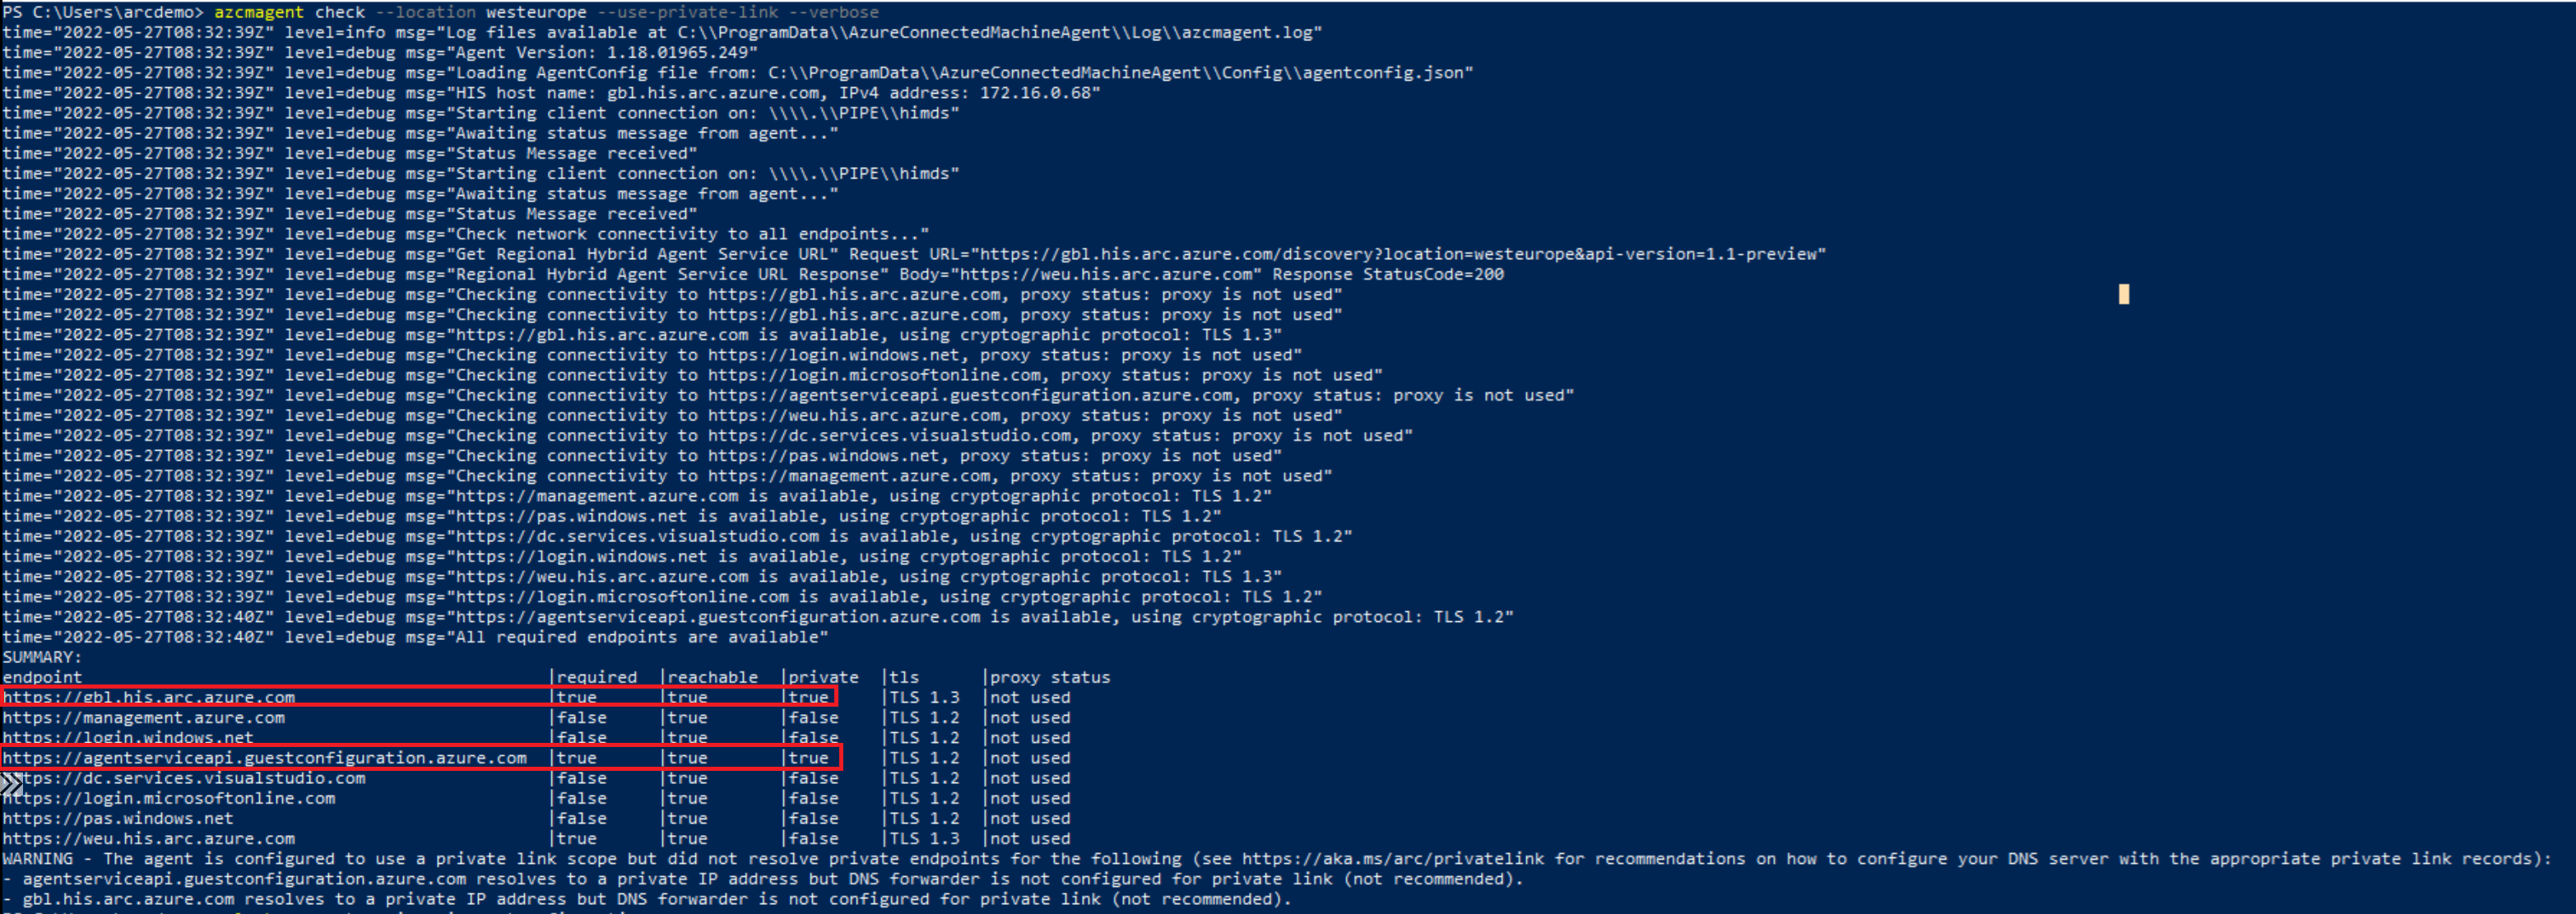 PS C:\Users\arcdemo> azcmagent check --location westeurope --use-private-link --verbose
time="2022-05-27T08:32:39Z" level=info msg="Log files available at C:\\ProgramData\\AzureConnectedMachineAgent\\Log\\azcmagent.log"
time="2022-05-27T08:32:39Z" level=debug msg="Agent Version: 1.18.01965.249"
time="2022-05-27T08:32:39Z" level=debug msg="Loading AgentConfig file from: C:\\ProgramData\\AzureConnectedMachineAgent\\Config\\agentconfig.json"
time="2022-05-27T08:32:39Z" level=debug msg="HIS host name: gbl.his.arc.azure.com, IPv4 address: 172.16.0.68"
time="2022-05-27T08:32:39Z" level=debug msg="Starting client connection on: \\\\.\\PIPE\\himds"
time="2022-05-27T08:32:39Z" level=debug msg="Awaiting status message from agent..."
time="2022-05-27T08:32:39Z" level=debug msg="Status Message received"
time="2022-05-27T08:32:39Z" level=debug msg="Starting client connection on: \\\\.\\PIPE\\himds"
time="2022-05-27T08:32:39Z" level=debug msg="Awaiting status message from agent..."
time="2022-05-27T08:32:39Z" level=debug msg="Status Message received"
time="2022-05-27T08:32:39Z" level=debug msg="Check network connectivity to all endpoints..."
time="2022-05-27T08:32:39Z" level=debug msg="Get Regional Hybrid Agent Service URL" Request URL="https://gbl.his.arc.azure.com/discovery?location=westeurope&api-version=1.1-preview"
time="2022-05-27T08:32:39Z" level=debug msg="Regional Hybrid Agent Service URL Response" Body="https://weu.his.arc.azure.com" Response StatusCode=200
time="2022-05-27T08:32:39Z" level=debug msg="Checking connectivity to https://gbl.his.arc.azure.com, proxy status: proxy is not used"
time="2022-05-27T08:32:39Z" level=debug msg="Checking connectivity to https://gbl.his.arc.azure.com, proxy status: proxy is not used"
time="2022-05-27T08:32:39Z" level=debug msg="https://gbl.his.arc.azure.com is available, using cryptographic protocol: TLS 1.3"
time="2022-05-27T08:32:39Z" level=debug msg="Checking connectivity to https://login.windows.net, proxy status: proxy is not used"
time="2022-05-27T08:32:39Z" level=debug msg="Checking connectivity to https://login.microsoftonline.com, proxy status: proxy is not used"
time="2022-05-27T08:32:39Z" level=debug msg="Checking connectivity to https://agentserviceapi.guestconfiguration.azure.com, proxy status: proxy is not used"
time="2022-05-27T08:32:39Z" level=debug msg="Checking connectivity to https://weu.his.arc.azure.com, proxy status: proxy is not used"
time="2022-05-27T08:32:39Z" level=debug msg="Checking connectivity to https://dc.services.visualstudio.com, proxy status: proxy is not used"
time="2022-05-27T08:32:39Z" level=debug msg="Checking connectivity to https://pas.windows.net, proxy status: proxy is not used"
time="2022-05-27T08:32:39Z" level=debug msg="Checking connectivity to https://management.azure.com, proxy status: proxy is not used"
time="2022-05-27T08:32:39Z" level=debug msg="https://management.azure.com is available, using cryptographic protocol: TLS 1.2"
time="2022-05-27T08:32:39Z" level=debug msg="https://pas.windows.net is available, using cryptographic protocol: TLS 1.2"
time="2022-05-27T08:32:39Z" level=debug msg="https://dc.services.visualstudio.com is available, using cryptographic protocol: TLS 1.2"
time="2022-05-27T08:32:39Z" level=debug msg="https://login.windows.net is available, using cryptographic protocol: TLS 1.2"
time="2022-05-27T08:32:39Z" level=debug msg="https://weu.his.arc.azure.com is available, using cryptographic protocol: TLS 1.3"
time="2022-05-27T08:32:39Z" level=debug msg="https://login.microsoftonline.com is available, using cryptographic protocol: TLS 1.2"
time="2022-05-27T08:32:40Z" level=debug msg="https://agentserviceapi.guestconfiguration.azure.com is available, using cryptographic protocol: TLS 1.2"
time="2022-05-27T08:32:40Z" level=debug msg="All required endpoints are available"
SUMMARY:
endpoint |required |reachable |private |tls |proxy status
https://gbl.his.arc.azure.com |true |true |true |TLS 1.3 |not used
https://management.azure.com |false |true |false |TLS 1.2 |not used
https://login.windows.net |false |true |false |TLS 1.2 |not used
https://agentserviceapi.guestconfiguration.azure.com |true |true |true |TLS 1.2 |not used
ttps://dc.services.visualstudio.com |false |true |false |TLS 1.2 |not used
https://login.microsoftonline.com |false |true |false |TLS 1.2 |not used
https://pas.windows.net |false |true |false |TLS 1.2 |not used
https://weu.his.arc.azure.com |true |true |false |TLS 1.3 |not used
WARNING - The agent is configured to use a private link scope but did not resolve private endpoints for the following (see https://aka.ms/arc/privatelink for recommendations on how to configure your DNS server with the appropriate private link records):
- agentserviceapi.guestconfiguration.azure.com resolves to a private IP address but DNS forwarder is not configured for private link (not recommended).
- gbl.his.arc.azure.com resolves to a private IP address but DNS forwarder is not configured for private link (not recommended).